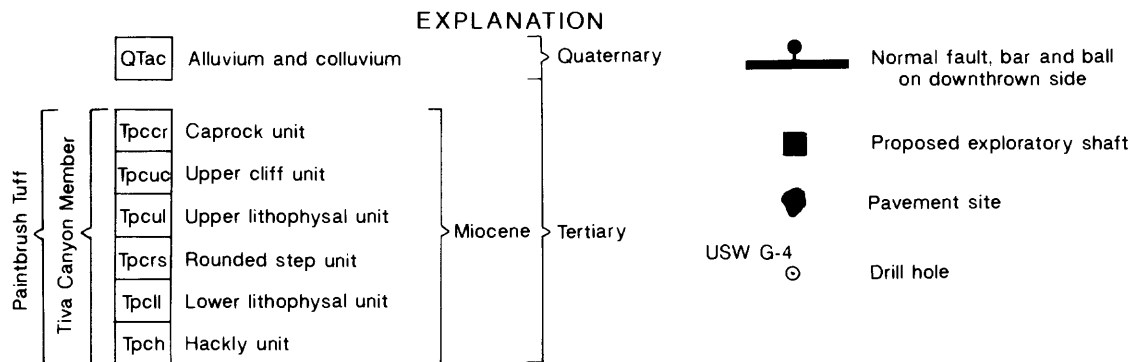 EXPLANATION
QTac Alluvium and colluvium Quaternary
Paintbrush Tuff
Tiva Canyon Member
Tpccr Caprock unit
Tpcuc Upper cliff unit
Tpcul Upper lithophysal unit
Tpcrs Rounded step unit
Tpcll Lower lithophysal unit
Tpch Hackly unit
Miocene Tertiary
Normal fault, bar and ball
on downthrown side
Proposed exploratory shaft
Pavement site
USW G-4
Drill hole